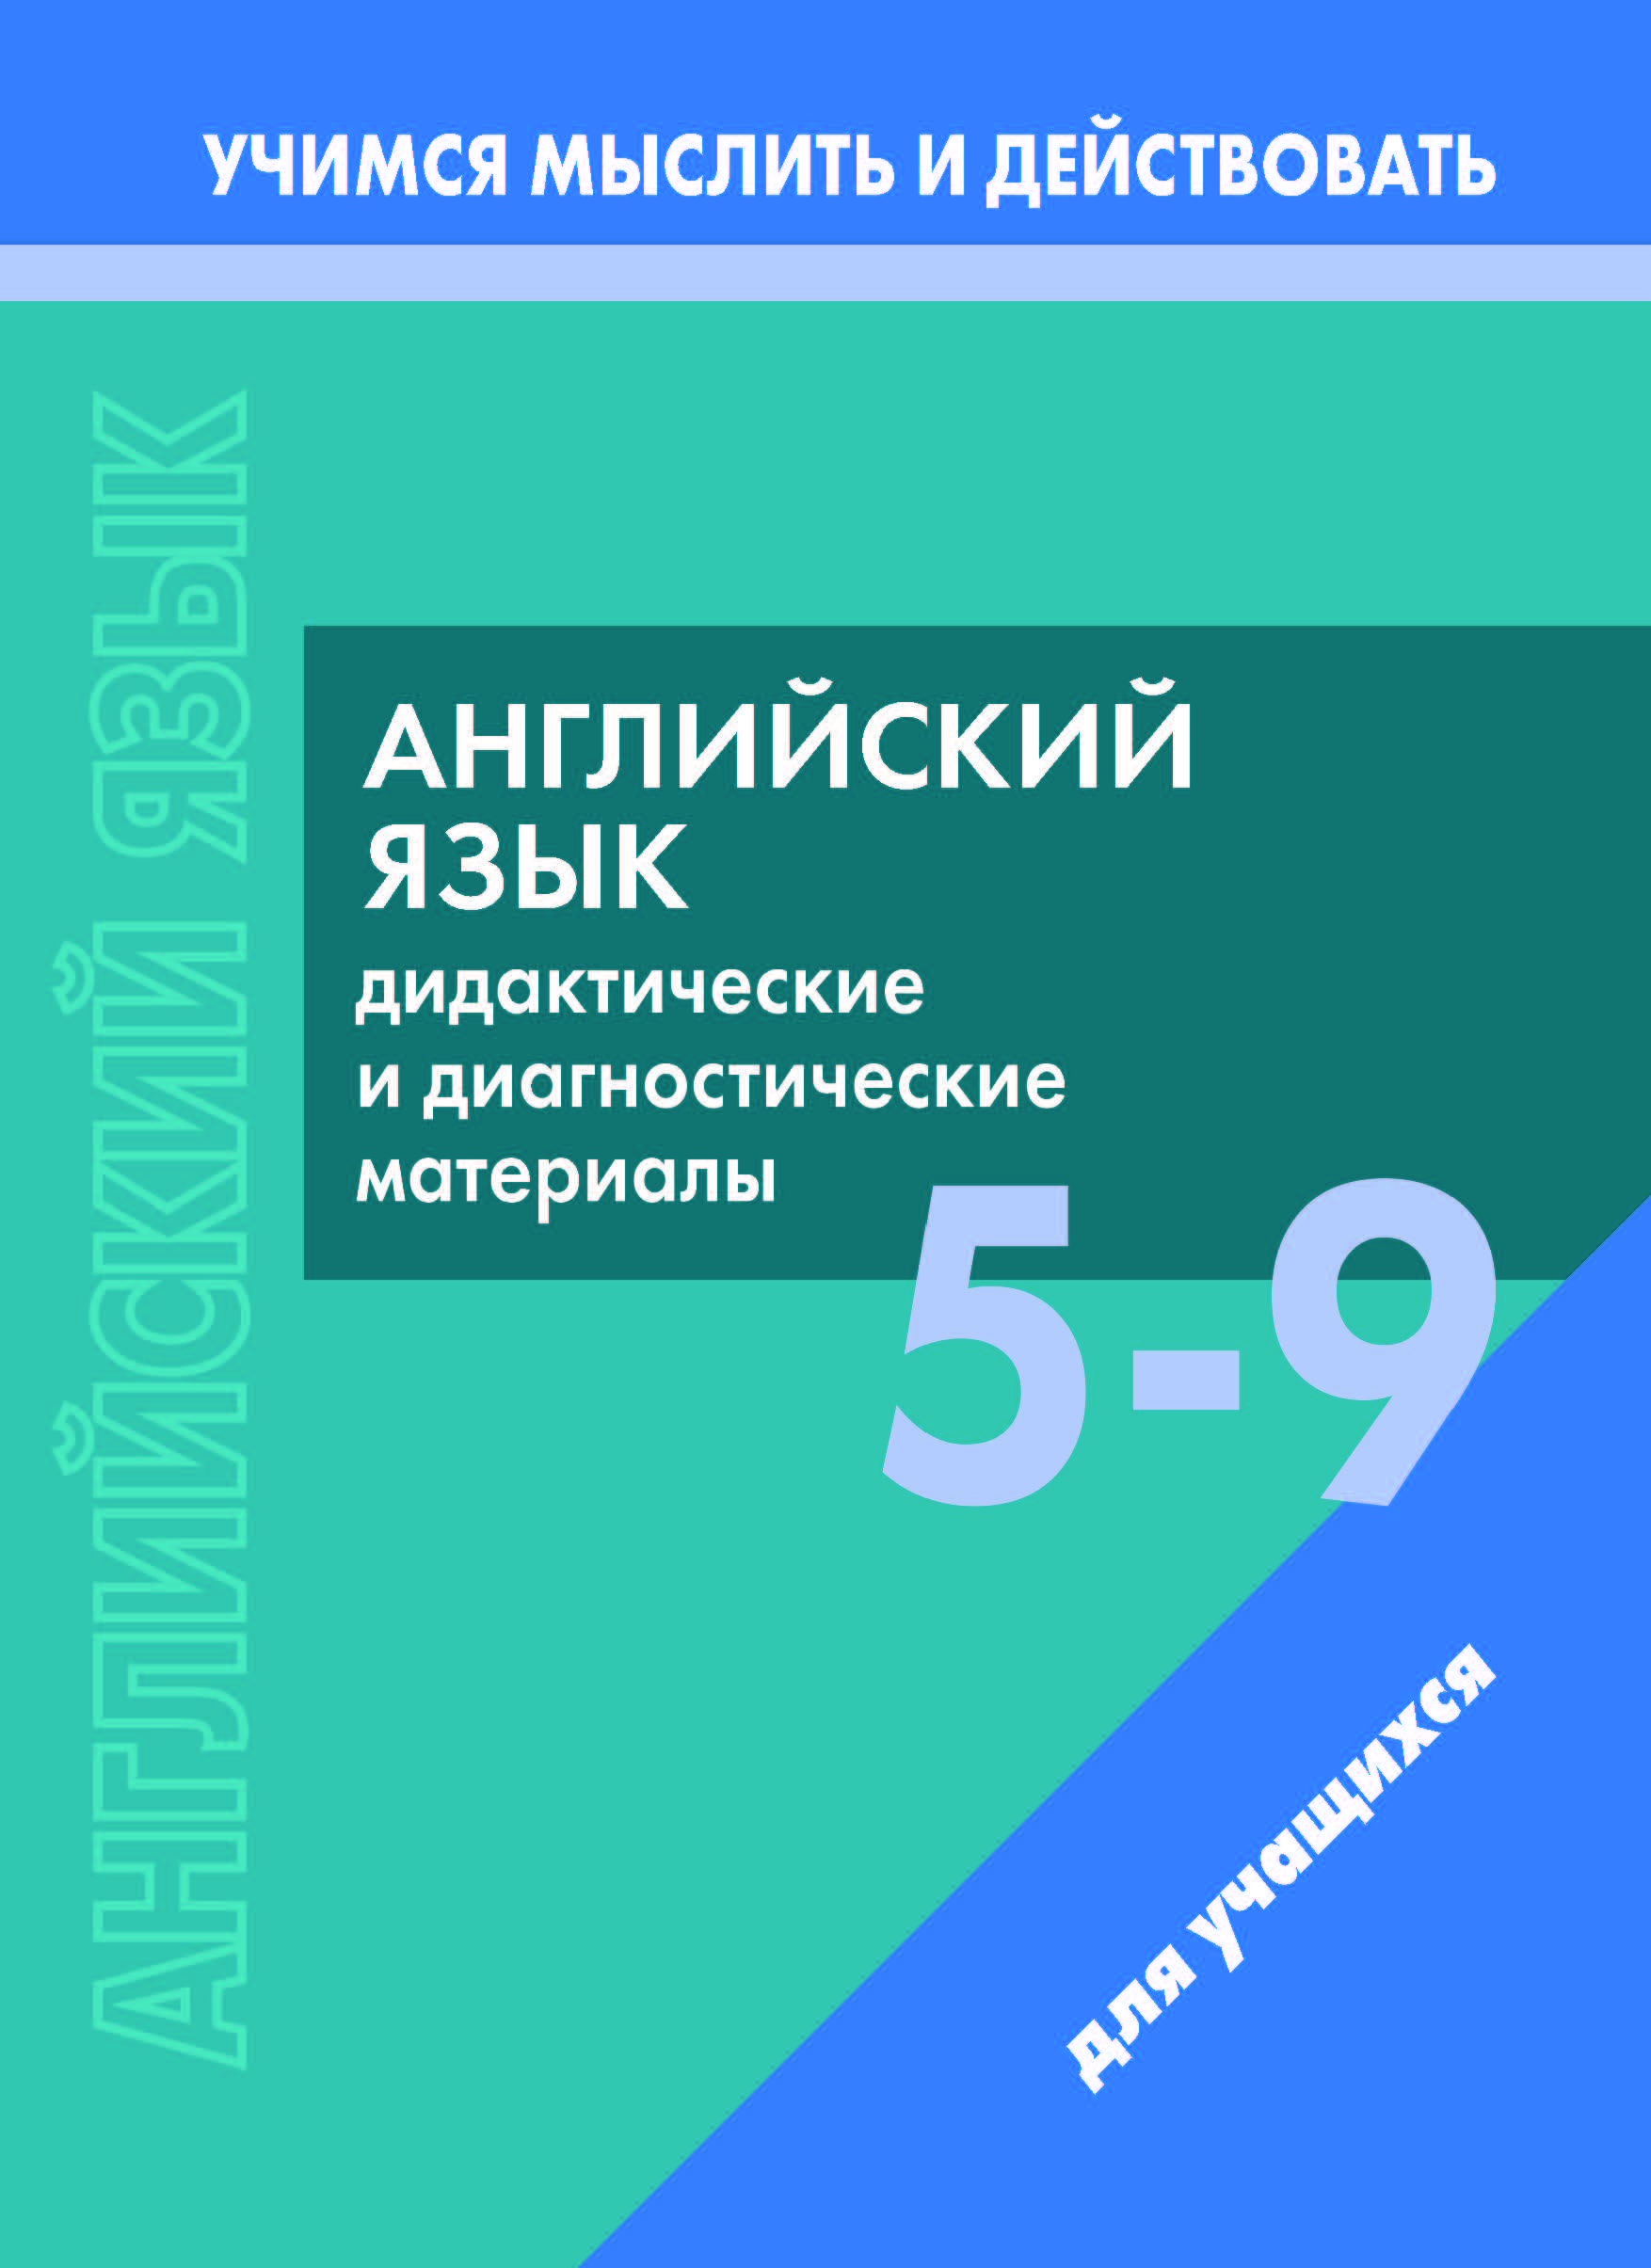 УЧИМСЯ МЫСЛИТЬ И ДЕЙСТВОВАТЬ
АНГЛИЙСКИЙ ЯЗЫК
АНГЛИЙСКИЙ
ЯЗЫК
дидактические
и диагностические
материалы
5-9
для учащихся